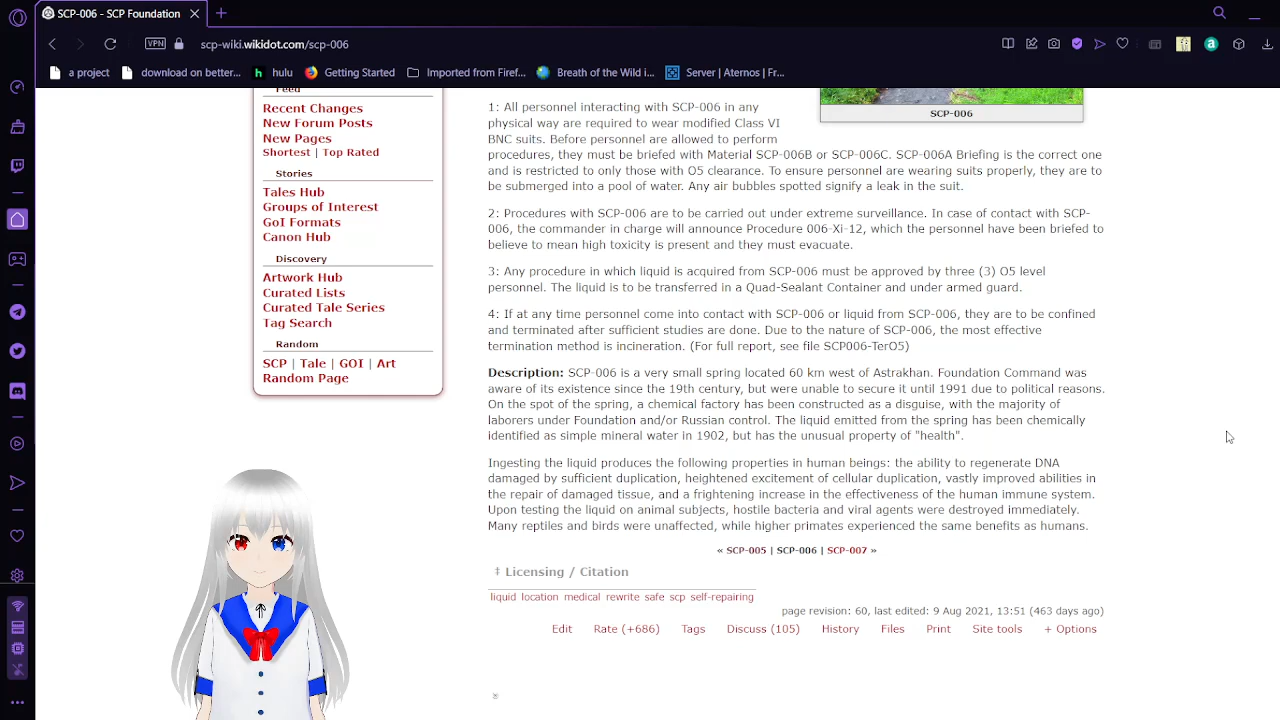 SCP-006 - SCP Foundation
VPN
scp-wiki.wikidot.com/scp-006
a project
download on better...
hulu
Getting Started
Imported from Firef...
Breath of the Wild i...
Server | Aternos | Fr...
Feed
Recent Changes
New Forum Posts
New Pages
Shortest | Top Rated
Stories
Tales Hub
Groups of Interest
GoI Formats
Canon Hub
Discovery
Artwork Hub
Curated Lists
Curated Tale Series
Tag Search
Random
SCP | Tale | GOI | Art
Random Page
SCP-006
1: All personnel interacting with SCP-006 in any
physical way are required to wear modified Class VI
BNC suits. Before personnel are allowed to perform
procedures, they must be briefed with Material SCP-006B or SCP-006C. SCP-006A Briefing is the correct one
and is restricted to only those with O5 clearance. To ensure personnel are wearing suits properly, they are to
be submerged into a pool of water. Any air bubbles spotted signify a leak in the suit.
2: Procedures with SCP-006 are to be carried out under extreme surveillance. In case of contact with SCP-
006, the commander in charge will announce Procedure 006-Xi-12, which the personnel have been briefed to
believe to mean high toxicity is present and they must evacuate.
3: Any procedure in which liquid is acquired from SCP-006 must be approved by three (3) O5 level
personnel. The liquid is to be transferred in a Quad-Sealant Container and under armed guard.
4: If at any time personnel come into contact with SCP-006 or liquid from SCP-006, they are to be confined
and terminated after sufficient studies are done. Due to the nature of SCP-006, the most effective
termination method is incineration. (For full report, see file SCP006-TerO5)
Description: SCP-006 is a very small spring located 60 km west of Astrakhan. Foundation Command was
aware of its existence since the 19th century, but were unable to secure it until 1991 due to political reasons.
On the spot of the spring, a chemical factory has been constructed as a disguise, with the majority of
laborers under Foundation and/or Russian control. The liquid emitted from the spring has been chemically
identified as simple mineral water in 1902, but has the unusual property of "health".
Ingesting the liquid produces the following properties in human beings: the ability to regenerate DNA
damaged by sufficient duplication, heightened excitement of cellular duplication, vastly improved abilities in
the repair of damaged tissue, and a frightening increase in the effectiveness of the human immune system.
Upon testing the liquid on animal subjects, hostile bacteria and viral agents were destroyed immediately.
Many reptiles and birds were unaffected, while higher primates experienced the same benefits as humans.
« SCP-005 | SCP-006 | SCP-007 »
‡ Licensing / Citation
liquid location medical rewrite safe scp self-repairing
page revision: 60, last edited: 9 Aug 2021, 13:51 (463 days ago)
Edit Rate (+686) Tags Discuss (105) History Files Print Site tools + Options